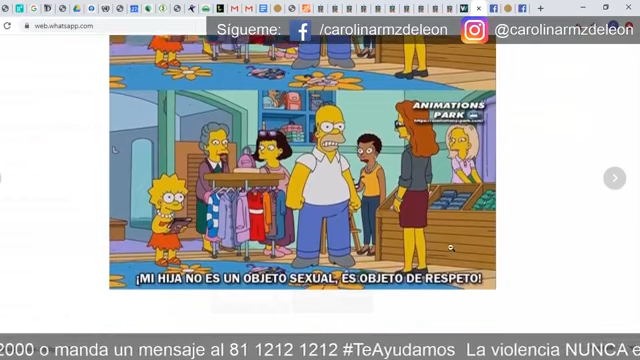 web.whatsapp.com
Sígueme: /carolinarmzdeleon @carolinarmzdeleon
ANIMATIONS
PARK
¡MI HIJA NO ES UN OBJETO SEXUAL, ES OBJETO DE RESPETO!
2000 o manda un mensaje al 81 1212 1212 #TeAyudamos La violencia NUNCA e